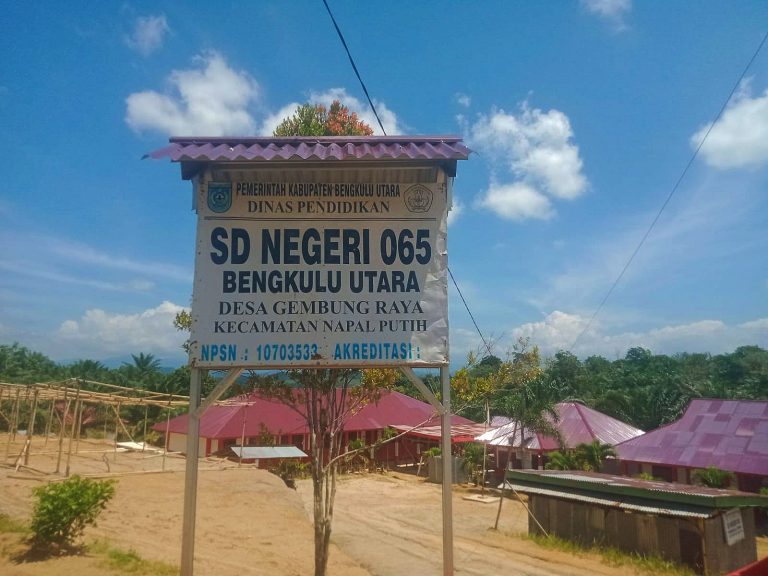 PEMERINTAH KABUPATEN BENGKULU UTARA
DINAS PENDIDIKAN
SD NEGERI 065
BENGKULU UTARA
DESA GEMBUNG RAYA
KECAMATAN NAPAL PUTIH
NPSN : 10703533 AKREDITASI :